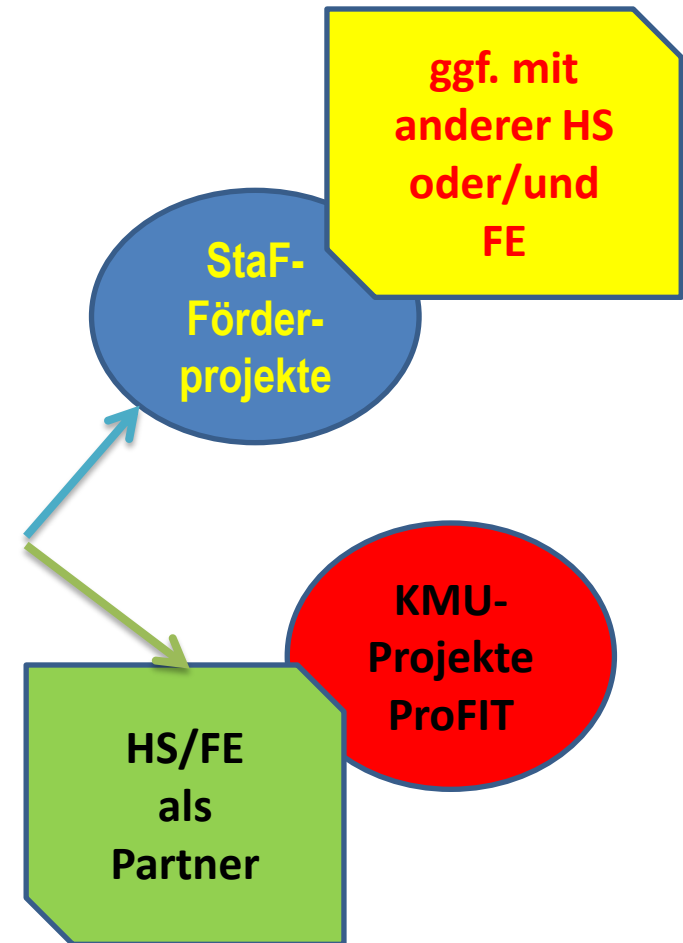 ggf. mit
anderer HS
oder/und
FE
StaF-
Förder-
projekte
KMU-
Projekte
ProFIT
HS/FE
als
Partner